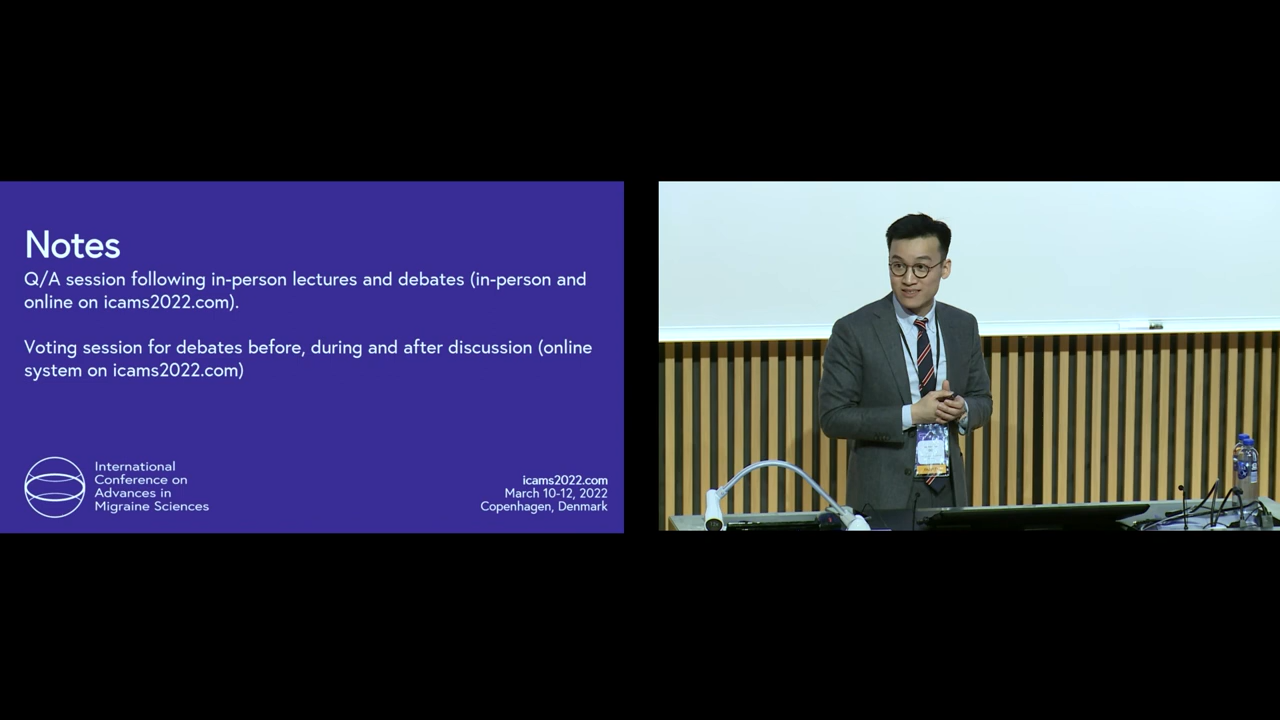 Notes
Q/A session following in-person lectures and debates (in-person and
online on icams2022.com).
Voting session for debates before, during and after discussion (online
system on icams2022.com)
International
Conference on
Advances in
Migraine Sciences
icams2022.com
March 10-12, 2022
Copenhagen, Denmark